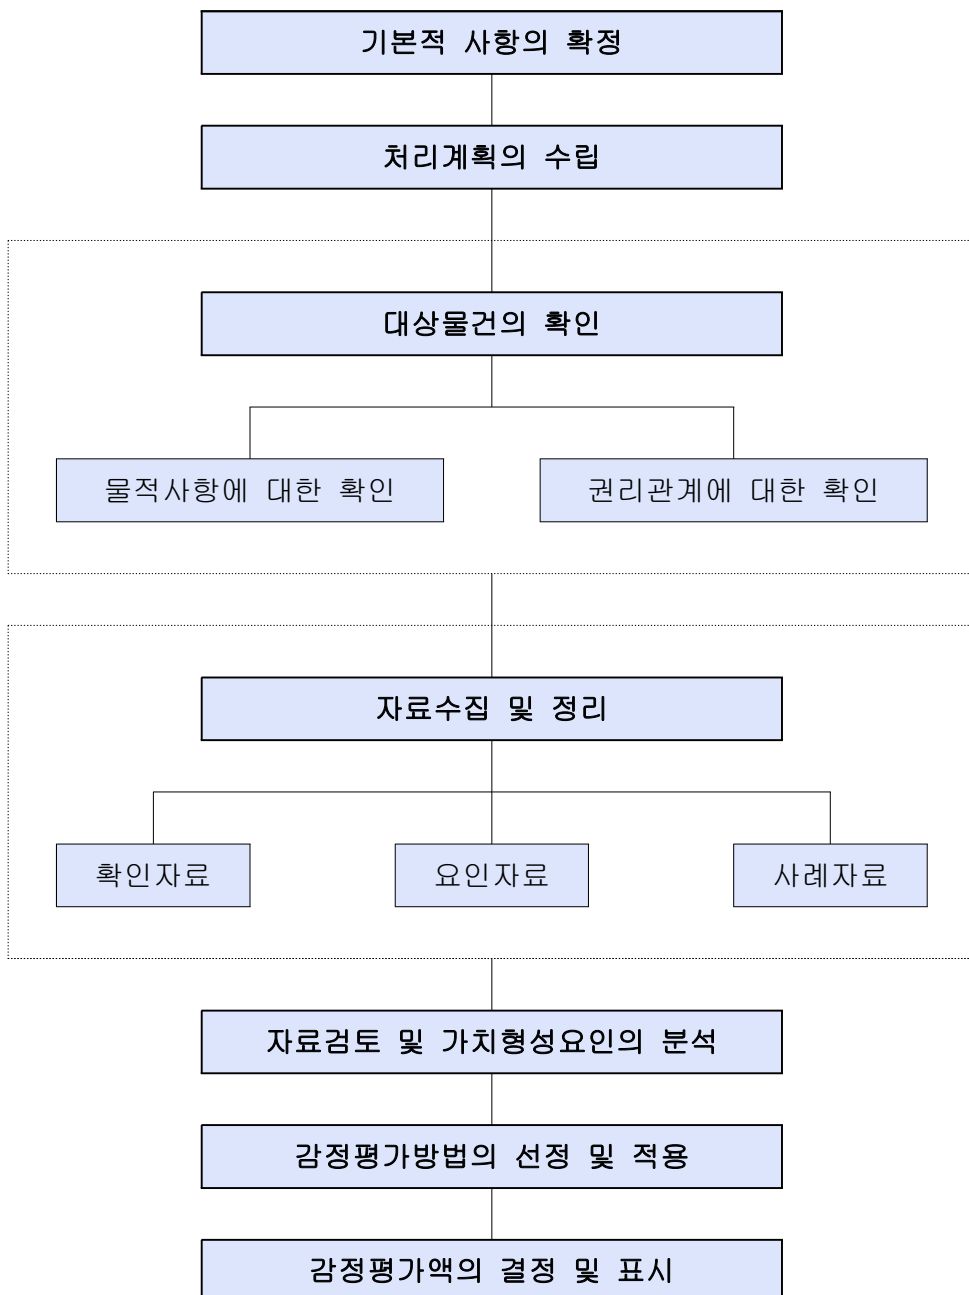 기본적 사항의 확정
처리계획의 수립
대상물건의 확인
물적사항에 대한 확인
권리관계에 대한 확인
자료수집 및 정리
확인자료
요인자료
사례자료
자료검토 및 가치형성요인의 분석
감정평가방법의 선정 및 적용
감정평가액의 결정 및 표시